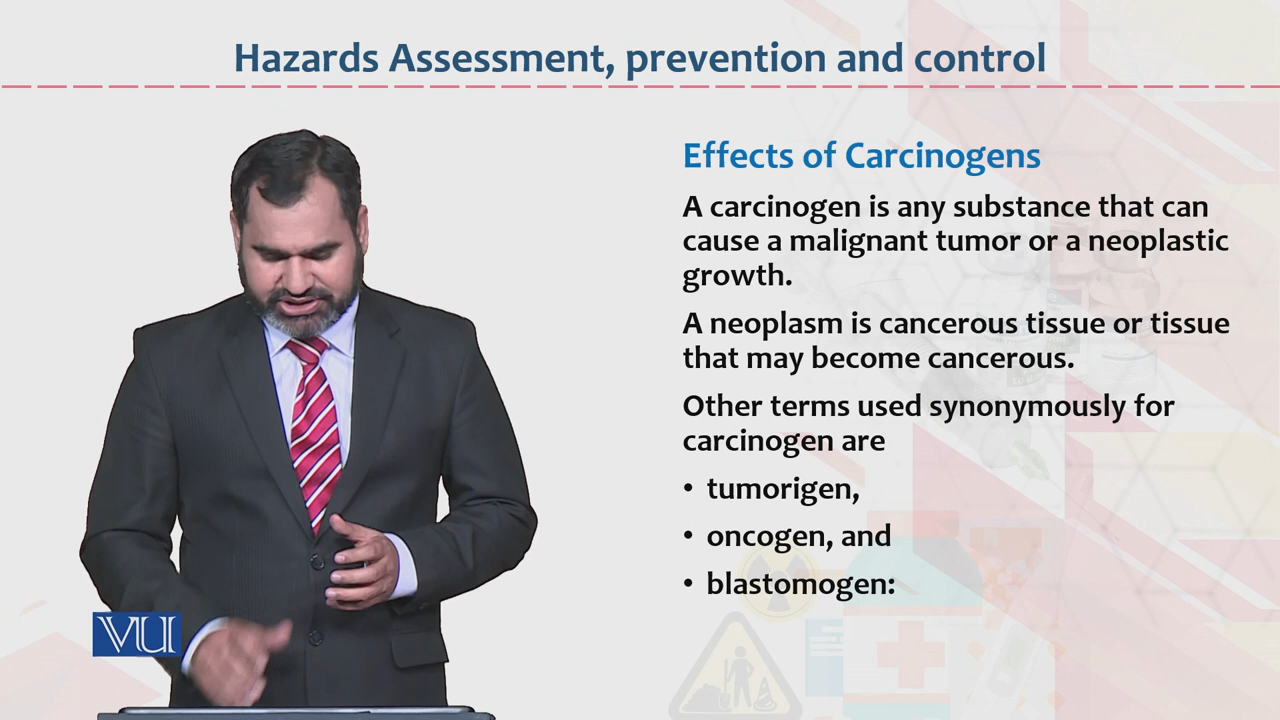 Hazards Assessment, prevention and control
Effects of Carcinogens
A carcinogen is any substance that can
cause a malignant tumor or a neoplastic
growth.
A neoplasm is cancerous tissue or tissue
that may become cancerous.
Other terms used synonymously for
carcinogen are
• tumorigen,
• oncogen, and
• blastomogen:
VU